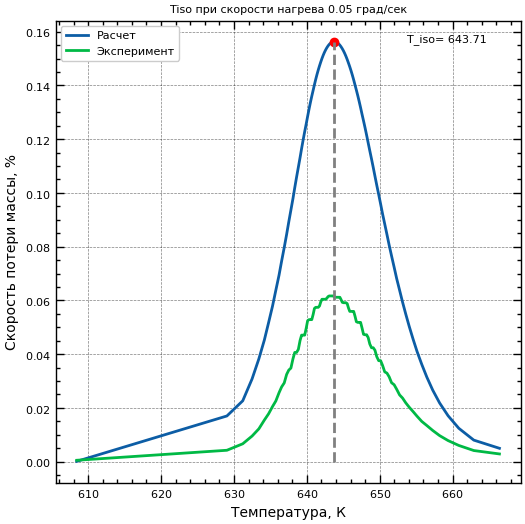 Tiso при скорости нагрева 0.05 град/сек
Расчет
Эксперимент
T_iso= 643.71
Скорость потери массы, %
0.16
0.14
0.12
0.10
0.08
0.06
0.04
0.02
0.00
610 620 630 640 650 660
Температура, К